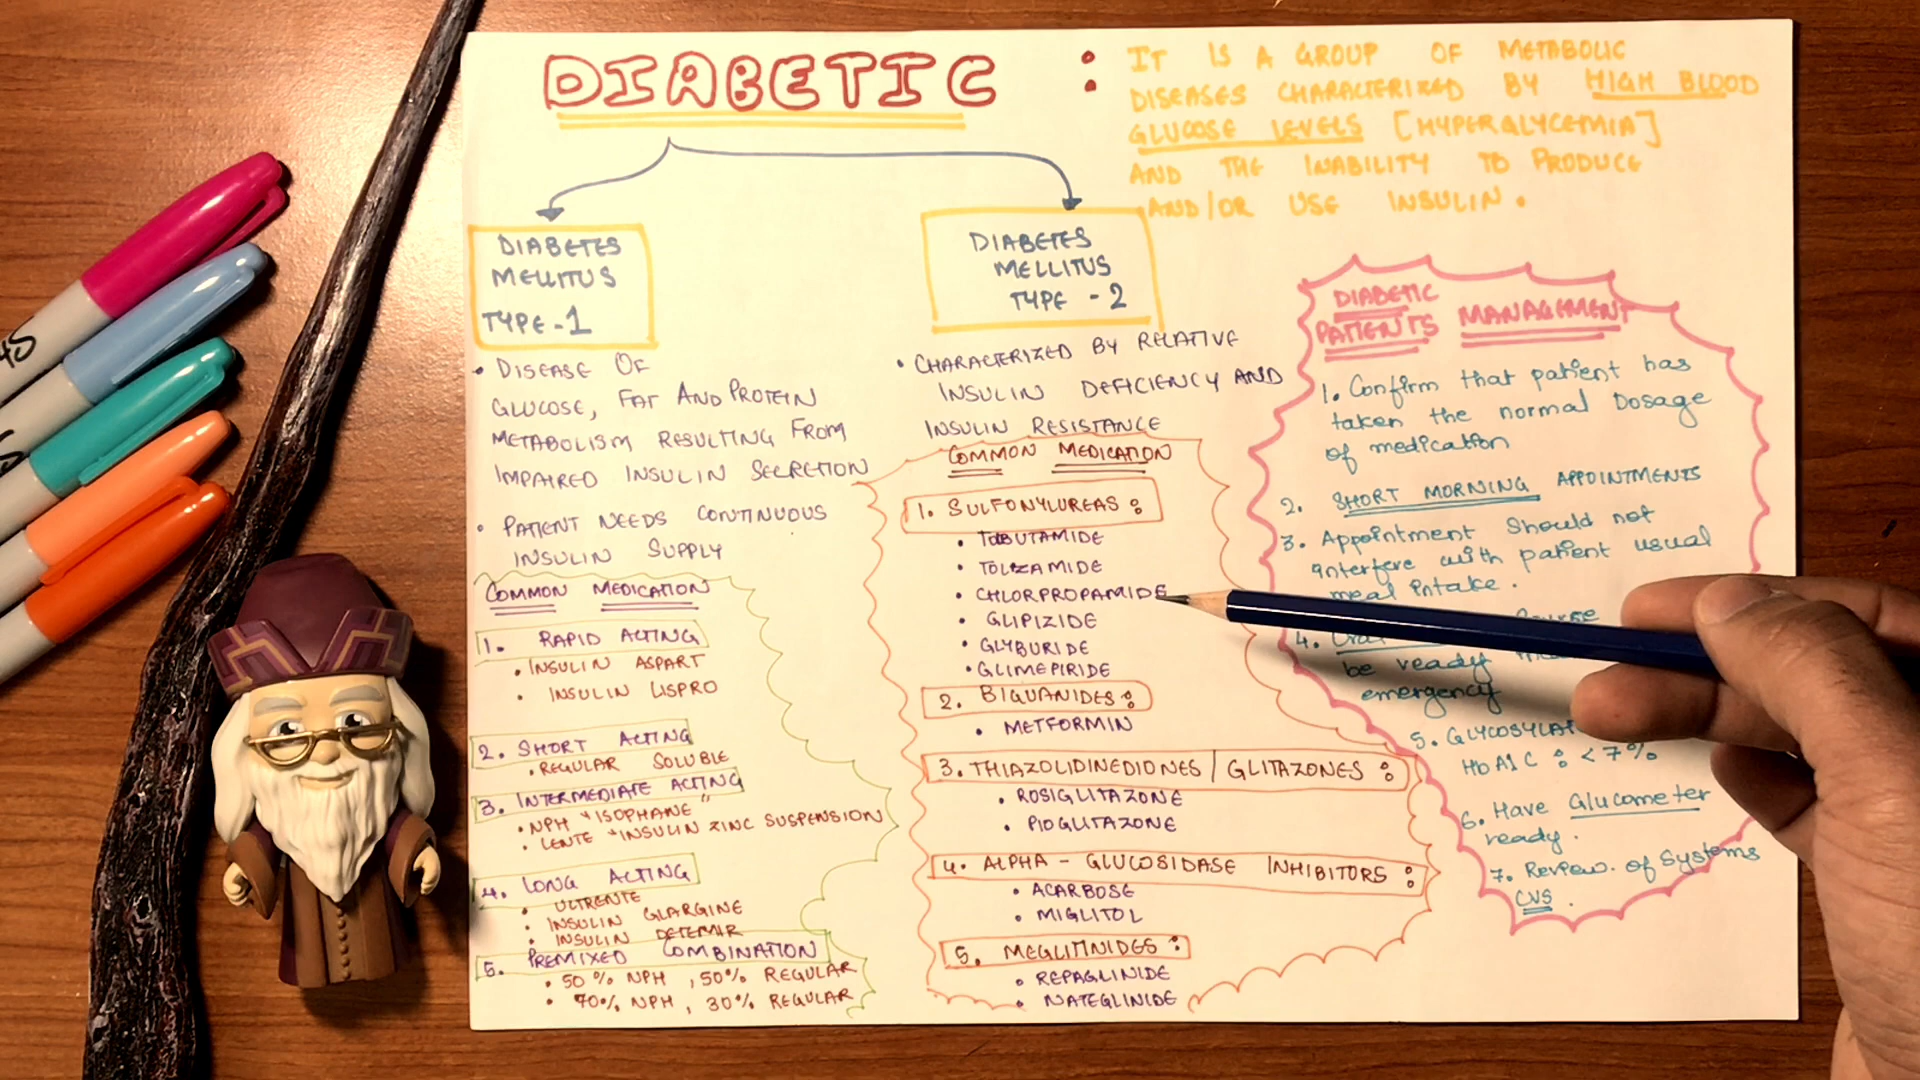 DIABETIC :
IT IS A GROUP OF METABOLIC
DISEASES CHARACTERIZED BY HIGH BLOOD
GLUCOSE LEVELS [HYPERGLYCEMIA]
AND THE INABILITY TO PRODUCE
AND/OR USE INSULIN.
DIABETES
MELLITUS
TYPE-1
• DISEASE OF
GLUCOSE, FAT AND PROTEIN
METABOLISM RESULTING FROM
IMPAIRED INSULIN SECRETION
• PATIENT NEEDS CONTINUOUS
INSULIN SUPPLY
COMMON MEDICATION
1. RAPID ACTING
• INSULIN ASPART
• INSULIN LISPRO
2. SHORT ACTING
• REGULAR SOLUBLE
3. INTERMEDIATE ACTING
• NPH "ISOPHANE"
• LENTE "INSULIN ZINC SUSPENSION
4. LONG ACTING
• ULTRENTE
• INSULIN GLARGINE
• INSULIN DETEMIR
5. PREMIXED COMBINATION
• 50% NPH, 50% REGULAR
• 70% NPH, 30% REGULAR
DIABETES
MELLITUS
TYPE-2
• CHARACTERIZED BY RELATIVE
INSULIN DEFICIENCY AND
INSULIN RESISTANCE
COMMON MEDICATION
1. SULFONYLUREAS :
• TOLBUTAMIDE
• TOLZAMIDE
• CHLORPROPAMIDE
• GLIPIZIDE
• GLYBURIDE
• GLIMEPIRIDE
2. BIGUANIDES :
• METFORMIN
3. THIAZOLIDINEDIONES / GLITAZONES :
• ROSIGLITAZONE
• PIOGLITAZONE
4. ALPHA - GLUCOSIDASE INHIBITORS :
• ACARBOSE
• MIGLITOL
5. MEGLITINIDES :
• REPAGLINIDE
• NATEGLINIDE
DIABETIC
PATIENTS MANAGEMENT
1. Confirm that patient has
taken the normal Dosage
of medication
2. SHORT MORNING APPOINTMENTS
3. Appointment should not
interfere with patient usual
meal intake.
4.
be ready
emergency
5.
HbA1C : <7%
6. Have Glucometer
ready.
7. Review of Systems
CVS.